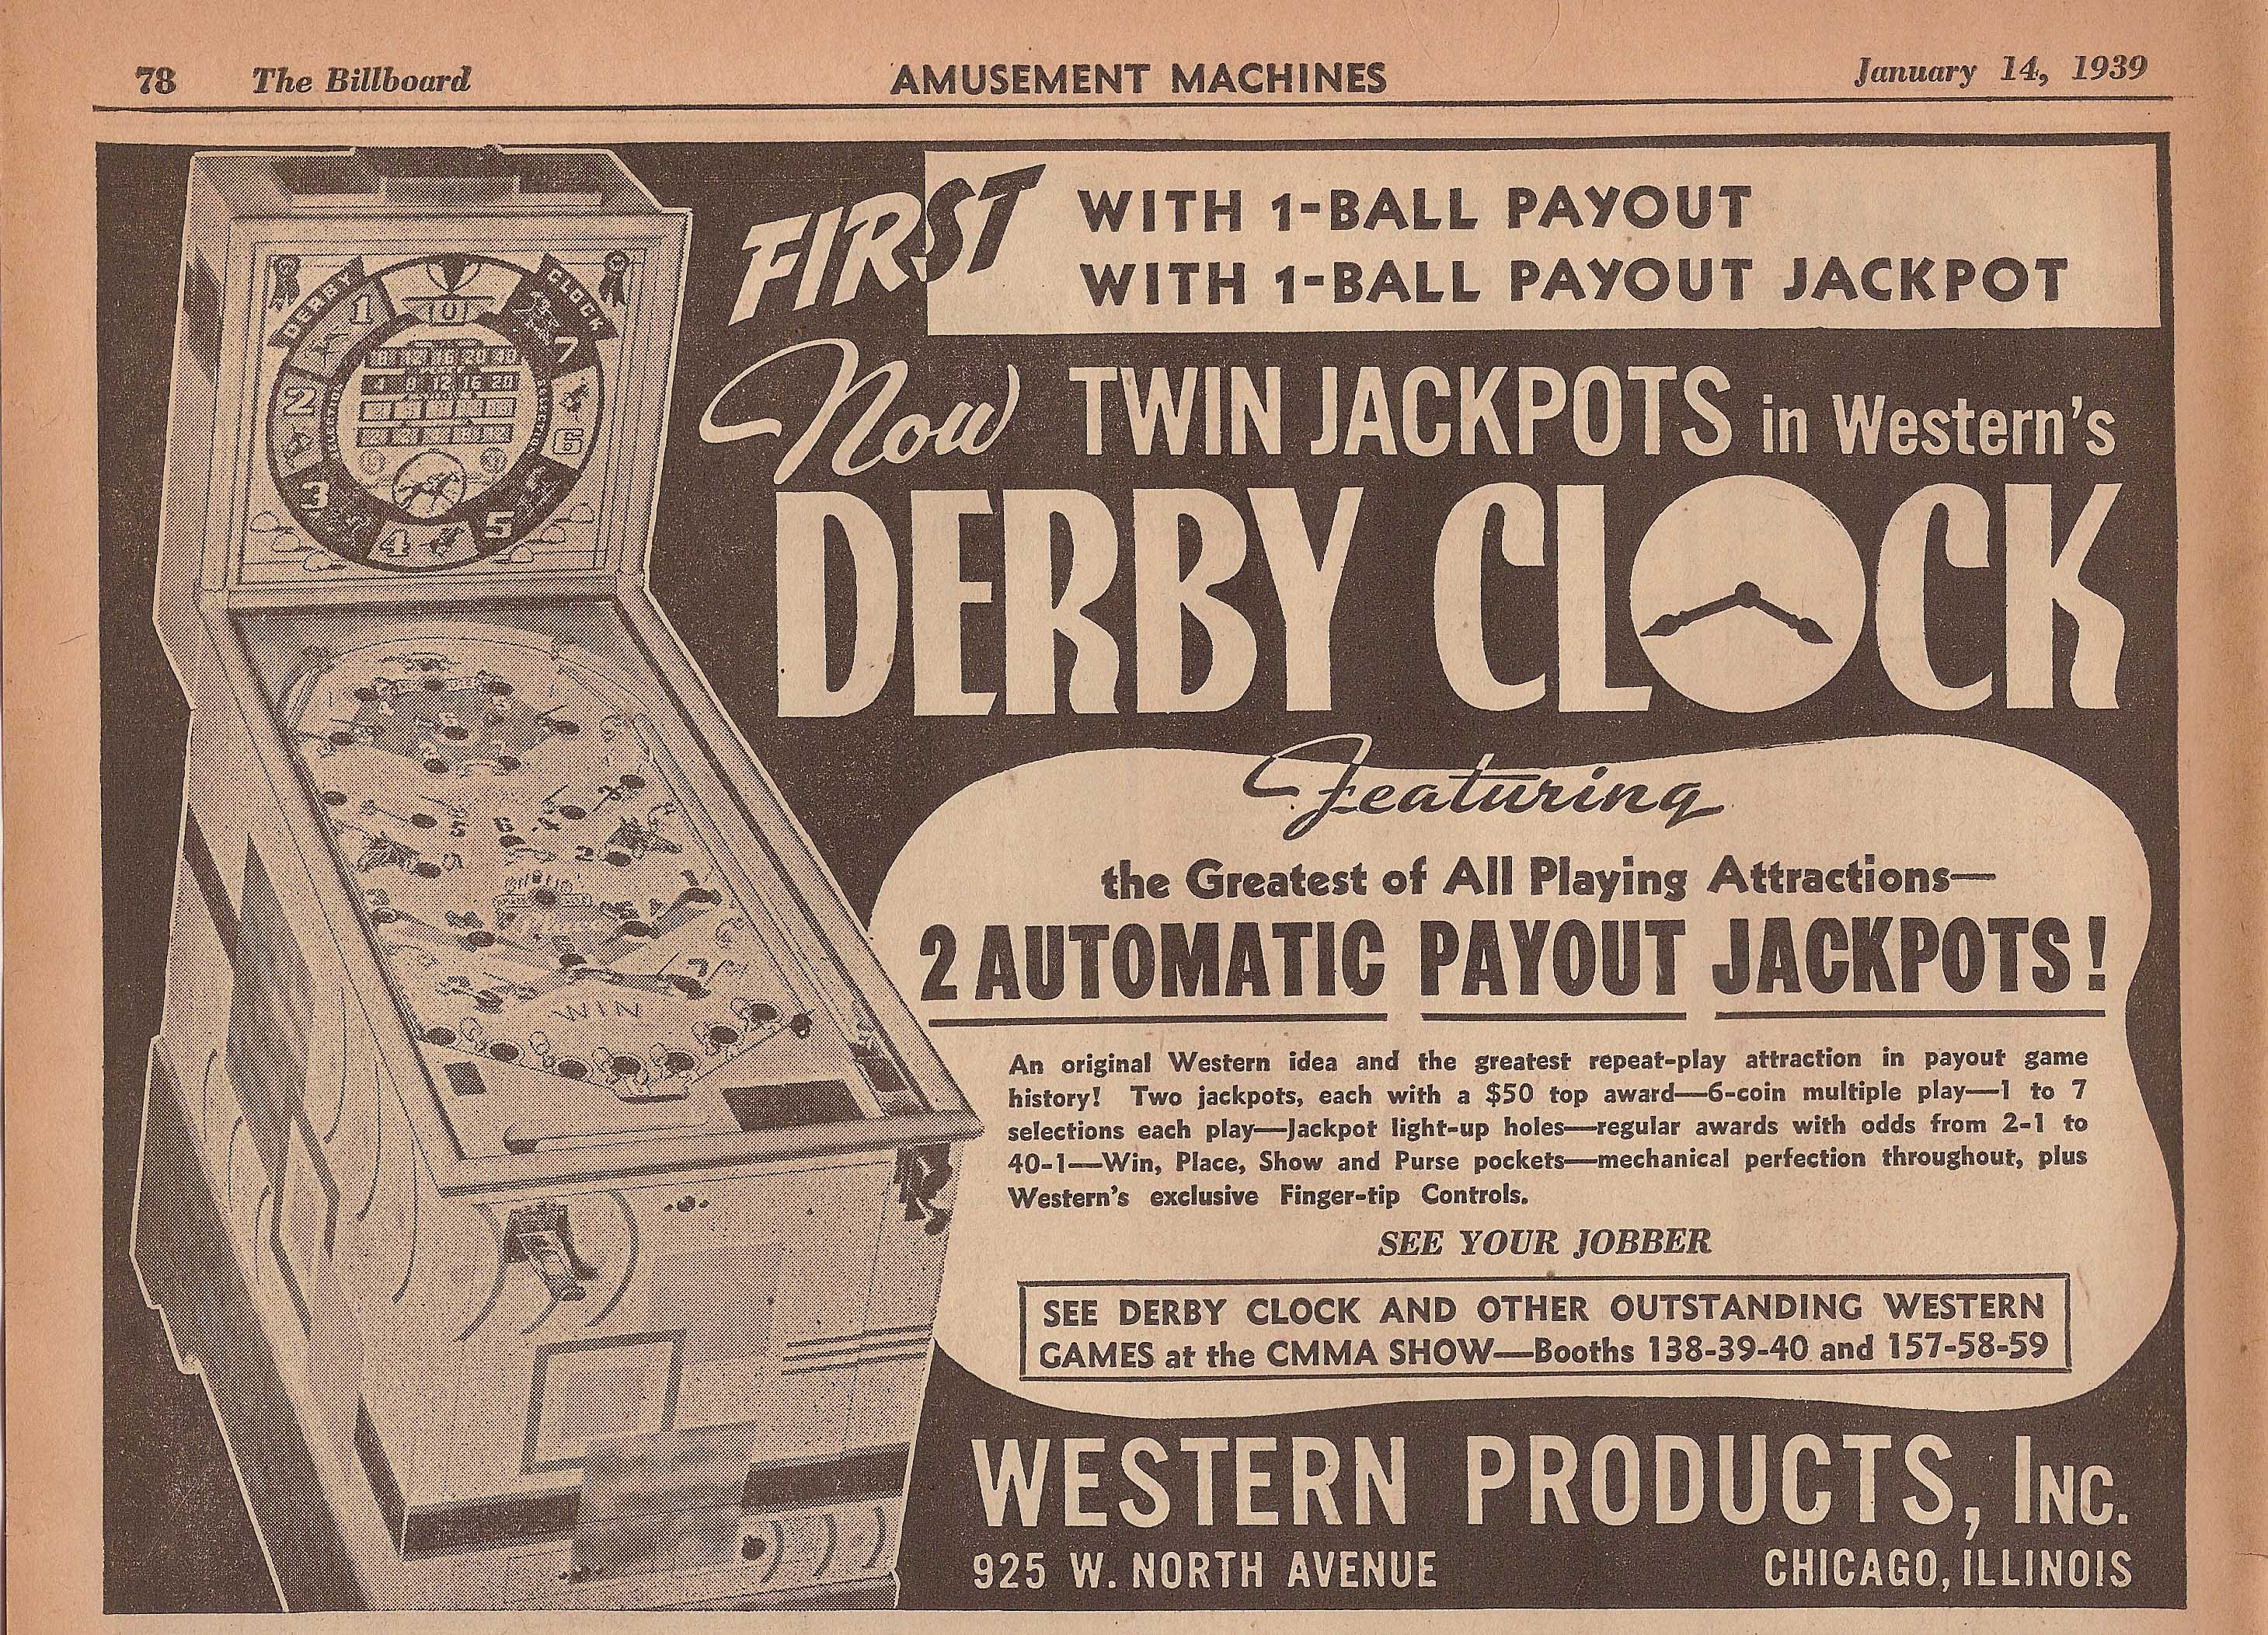 78 The Billboard AMUSEMENT MACHINES January 14, 1939
FIRST WITH 1-BALL PAYOUT
WITH 1-BALL PAYOUT JACKPOT
Now TWIN JACKPOTS in Western's
DERBY CLOCK
Featuring
the Greatest of All Playing Attractions—
2 AUTOMATIC PAYOUT JACKPOTS!
An original Western idea and the greatest repeat-play attraction in payout game
history! Two jackpots, each with a $50 top award—6-coin multiple play—1 to 7
selections each play—Jackpot light-up holes—regular awards with odds from 2-1 to
40-1—Win, Place, Show and Purse pockets—mechanical perfection throughout, plus
Western's exclusive Finger-tip Controls.
SEE YOUR JOBBER
SEE DERBY CLOCK AND OTHER OUTSTANDING WESTERN
GAMES at the CMMA SHOW—Booths 138-39-40 and 157-58-59
WESTERN PRODUCTS, INC.
925 W. NORTH AVENUE CHICAGO, ILLINOIS
DERBY CLOCK
1
7
2
6
3
5
4
4 8 12 16 20
WIN